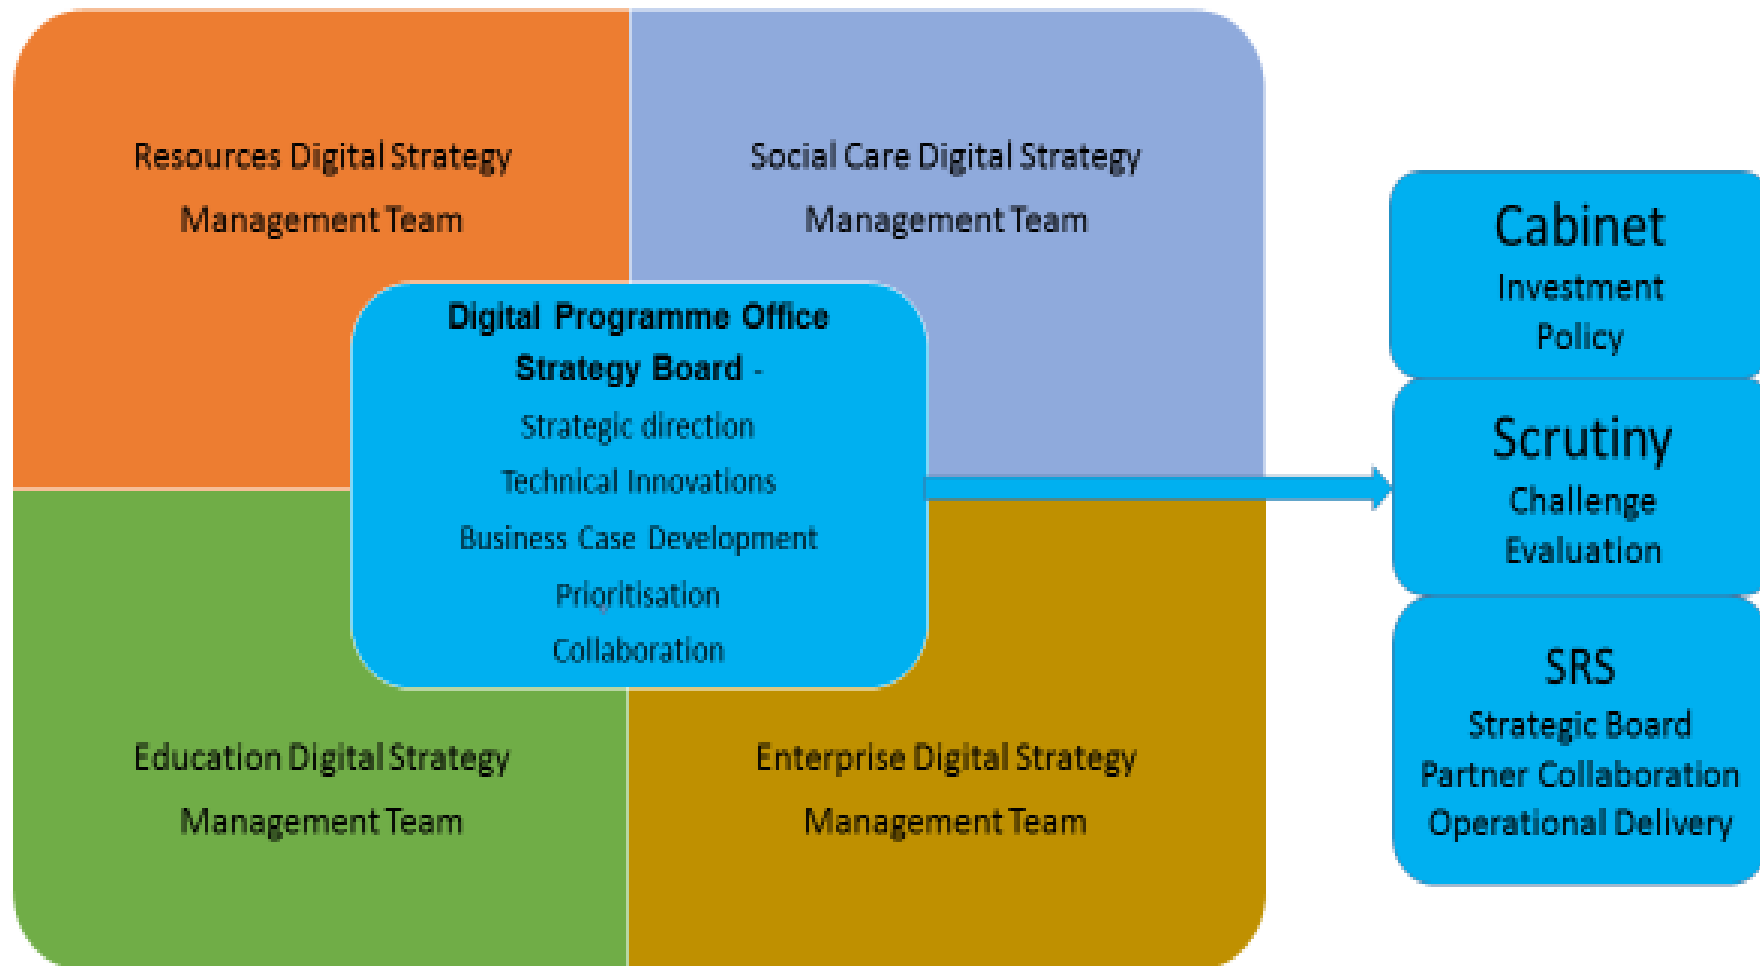 Resources Digital Strategy
Management Team
Social Care Digital Strategy
Management Team
Digital Programme Office
Strategy Board -
Strategic direction
Technical Innovations
Business Case Development
Prioritisation
Collaboration
Education Digital Strategy
Management Team
Enterprise Digital Strategy
Management Team
Cabinet
Investment
Policy
Scrutiny
Challenge
Evaluation
SRS
Strategic Board
Partner Collaboration
Operational Delivery